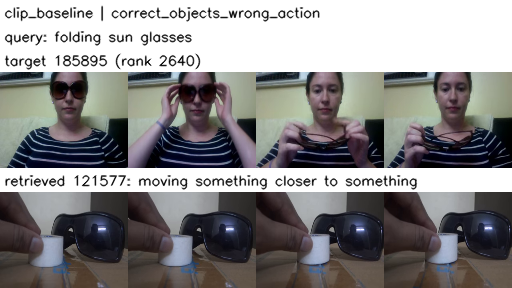 clip_baseline | correct_objects_wrong_action
query: folding sun glasses
target 185895 (rank 2640)
retrieved 121577: moving something closer to something